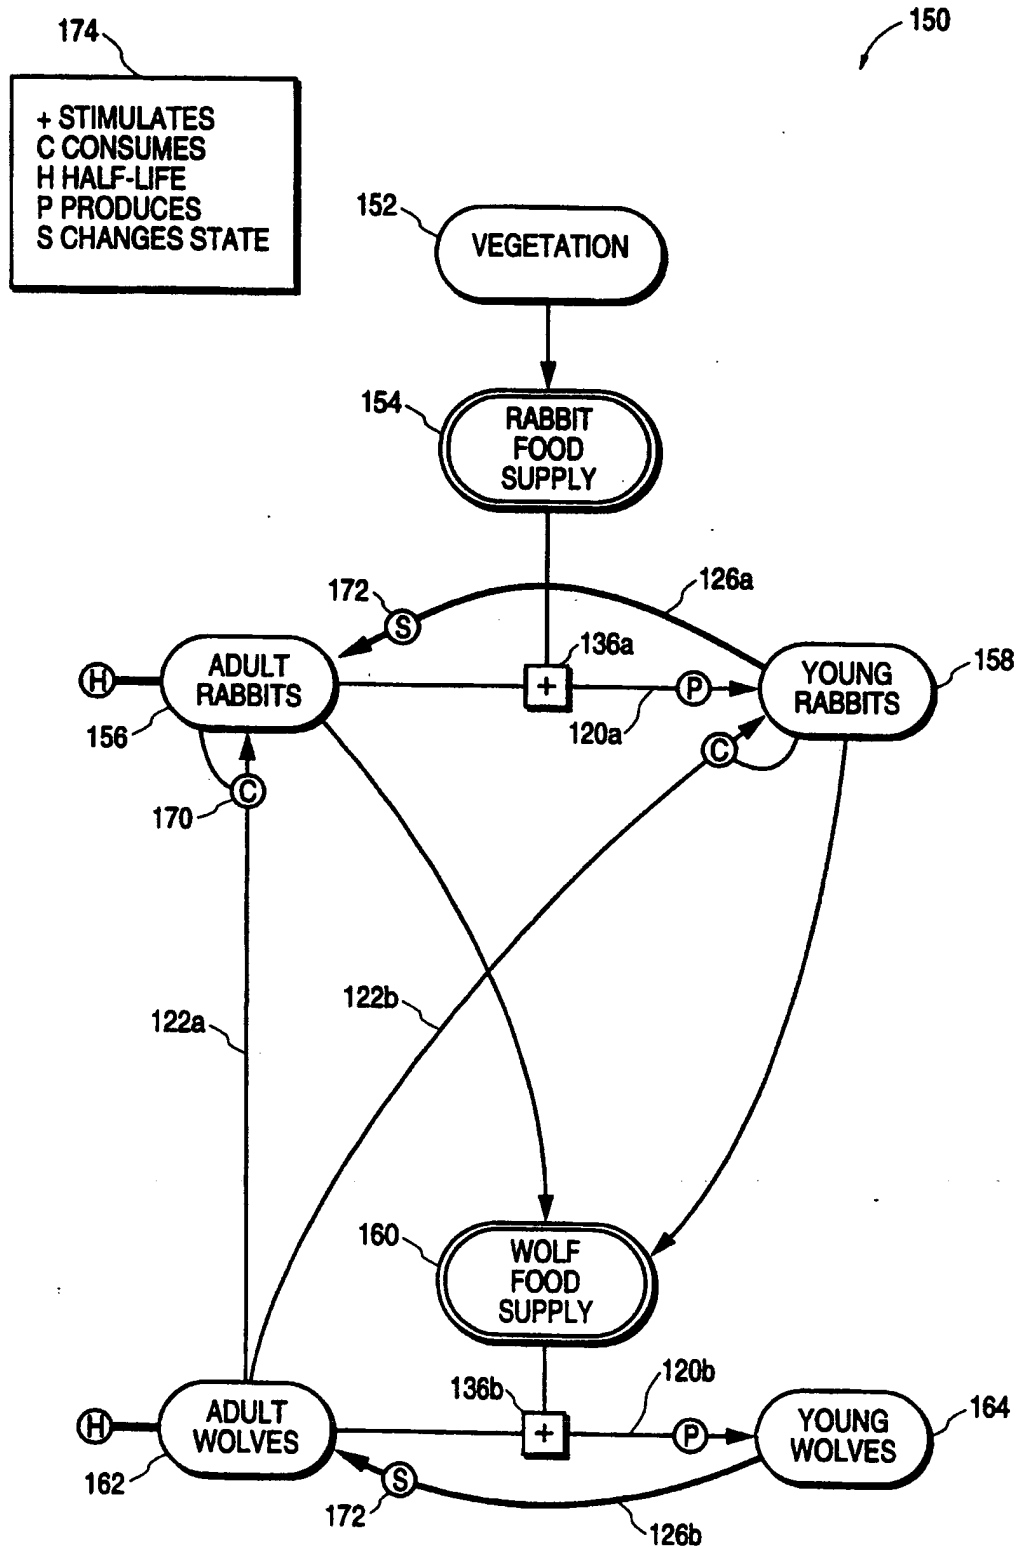 174
150
+ STIMULATES
C CONSUMES
H HALF-LIFE
P PRODUCES
S CHANGES STATE
152
VEGETATION
154
RABBIT
FOOD
SUPPLY
172
126a
S
136a
H
ADULT
RABBITS
+
P
YOUNG
RABBITS
158
156
120a
C
C
170
122a
122b
160
WOLF
FOOD
SUPPLY
136b
120b
H
ADULT
WOLVES
+
P
YOUNG
WOLVES
164
162
S
172
126b